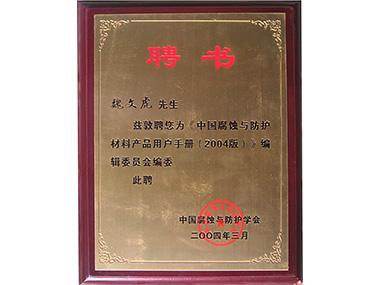 聘书
魏文虎 先生
兹敦聘您为《中国腐蚀与防护
材料产品用户手册（2004版）》编
辑委员会编委
此聘
中国腐蚀与防护学会
二〇〇四年三月